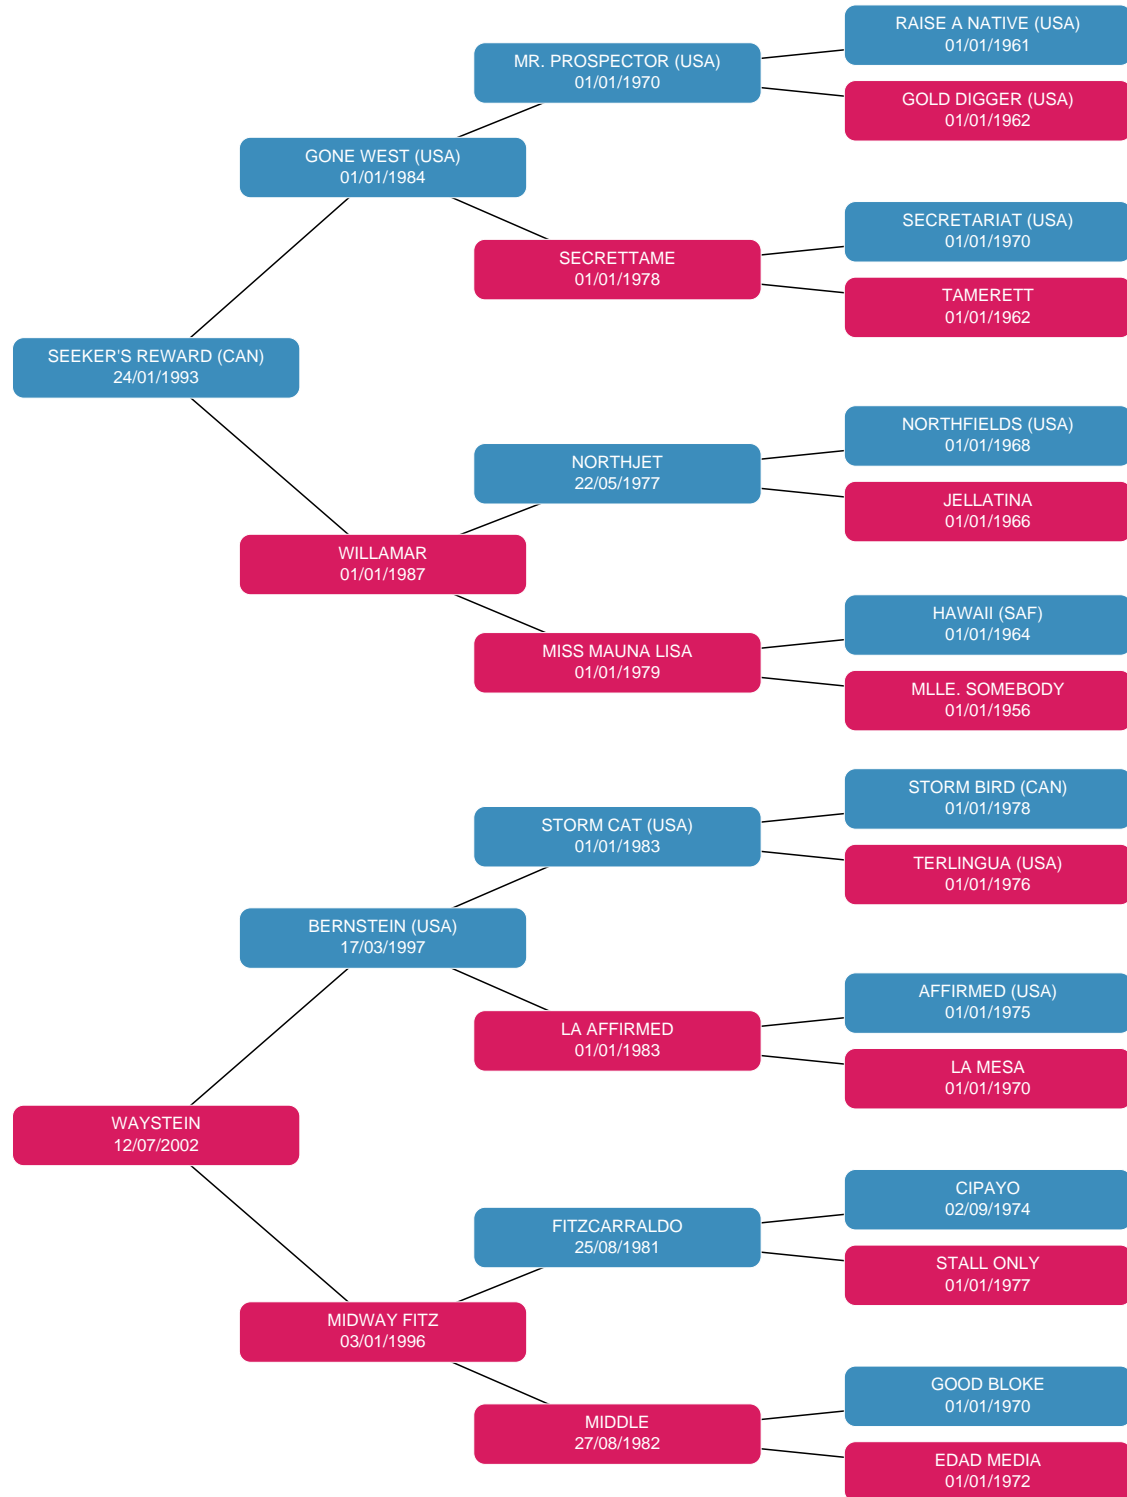 RAISE A NATIVE (USA)
01/01/1961
MR. PROSPECTOR (USA)
01/01/1970
GOLD DIGGER (USA)
01/01/1962
GONE WEST (USA)
01/01/1984
SECRETARIAT (USA)
01/01/1970
SECRETTAME
01/01/1978
TAMERETT
01/01/1962
SEEKER'S REWARD (CAN)
24/01/1993
NORTHFIELDS (USA)
01/01/1968
NORTHJET
22/05/1977
JELLATINA
01/01/1966
WILLAMAR
01/01/1987
HAWAII (SAF)
01/01/1964
MISS MAUNA LISA
01/01/1979
MLLE. SOMEBODY
01/01/1956
STORM BIRD (CAN)
01/01/1978
STORM CAT (USA)
01/01/1983
TERLINGUA (USA)
01/01/1976
BERNSTEIN (USA)
17/03/1997
AFFIRMED (USA)
01/01/1975
LA AFFIRMED
01/01/1983
LA MESA
01/01/1970
WAYSTEIN
12/07/2002
CIPAYO
02/09/1974
FITZCARRALDO
25/08/1981
STALL ONLY
01/01/1977
MIDWAY FITZ
03/01/1996
GOOD BLOKE
01/01/1970
MIDDLE
27/08/1982
EDAD MEDIA
01/01/1972